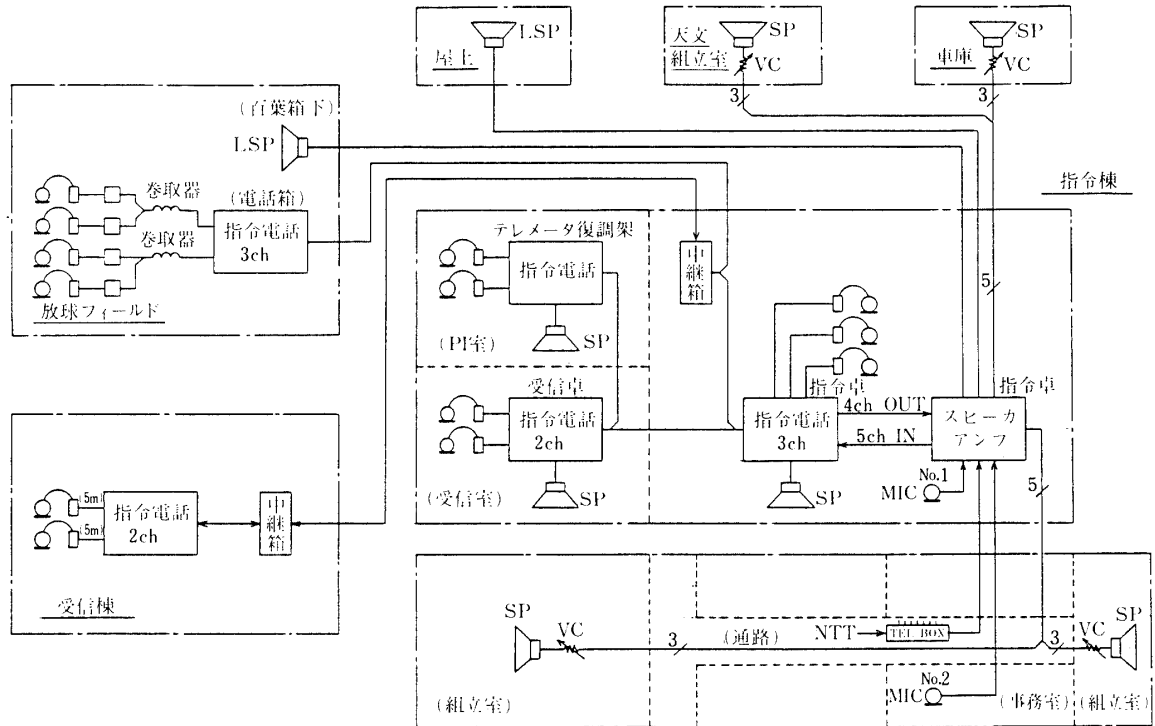 LSP
屋上
天文
組立室
SP
VC
3
車庫
SP
VC
3
(百葉箱下)
LSP
巻取器
(電話箱)
指令電話
3ch
巻取器
放球フィールド
指令棟
テレメータ復調架
指令電話
SP
(PI室)
中継箱
5
受信卓
指令電話
2ch
SP
(受信室)
指令卓
指令電話
3ch
SP
4ch OUT
5ch IN
指令卓
スピーカ
アンプ
No.1
MIC
5
(5m)
(5m)
指令電話
2ch
中継箱
受信棟
SP
VC
3
(通路)
NTT
TEL BOX
3
VC
SP
(組立室)
No.2
MIC
(事務室)
(組立室)